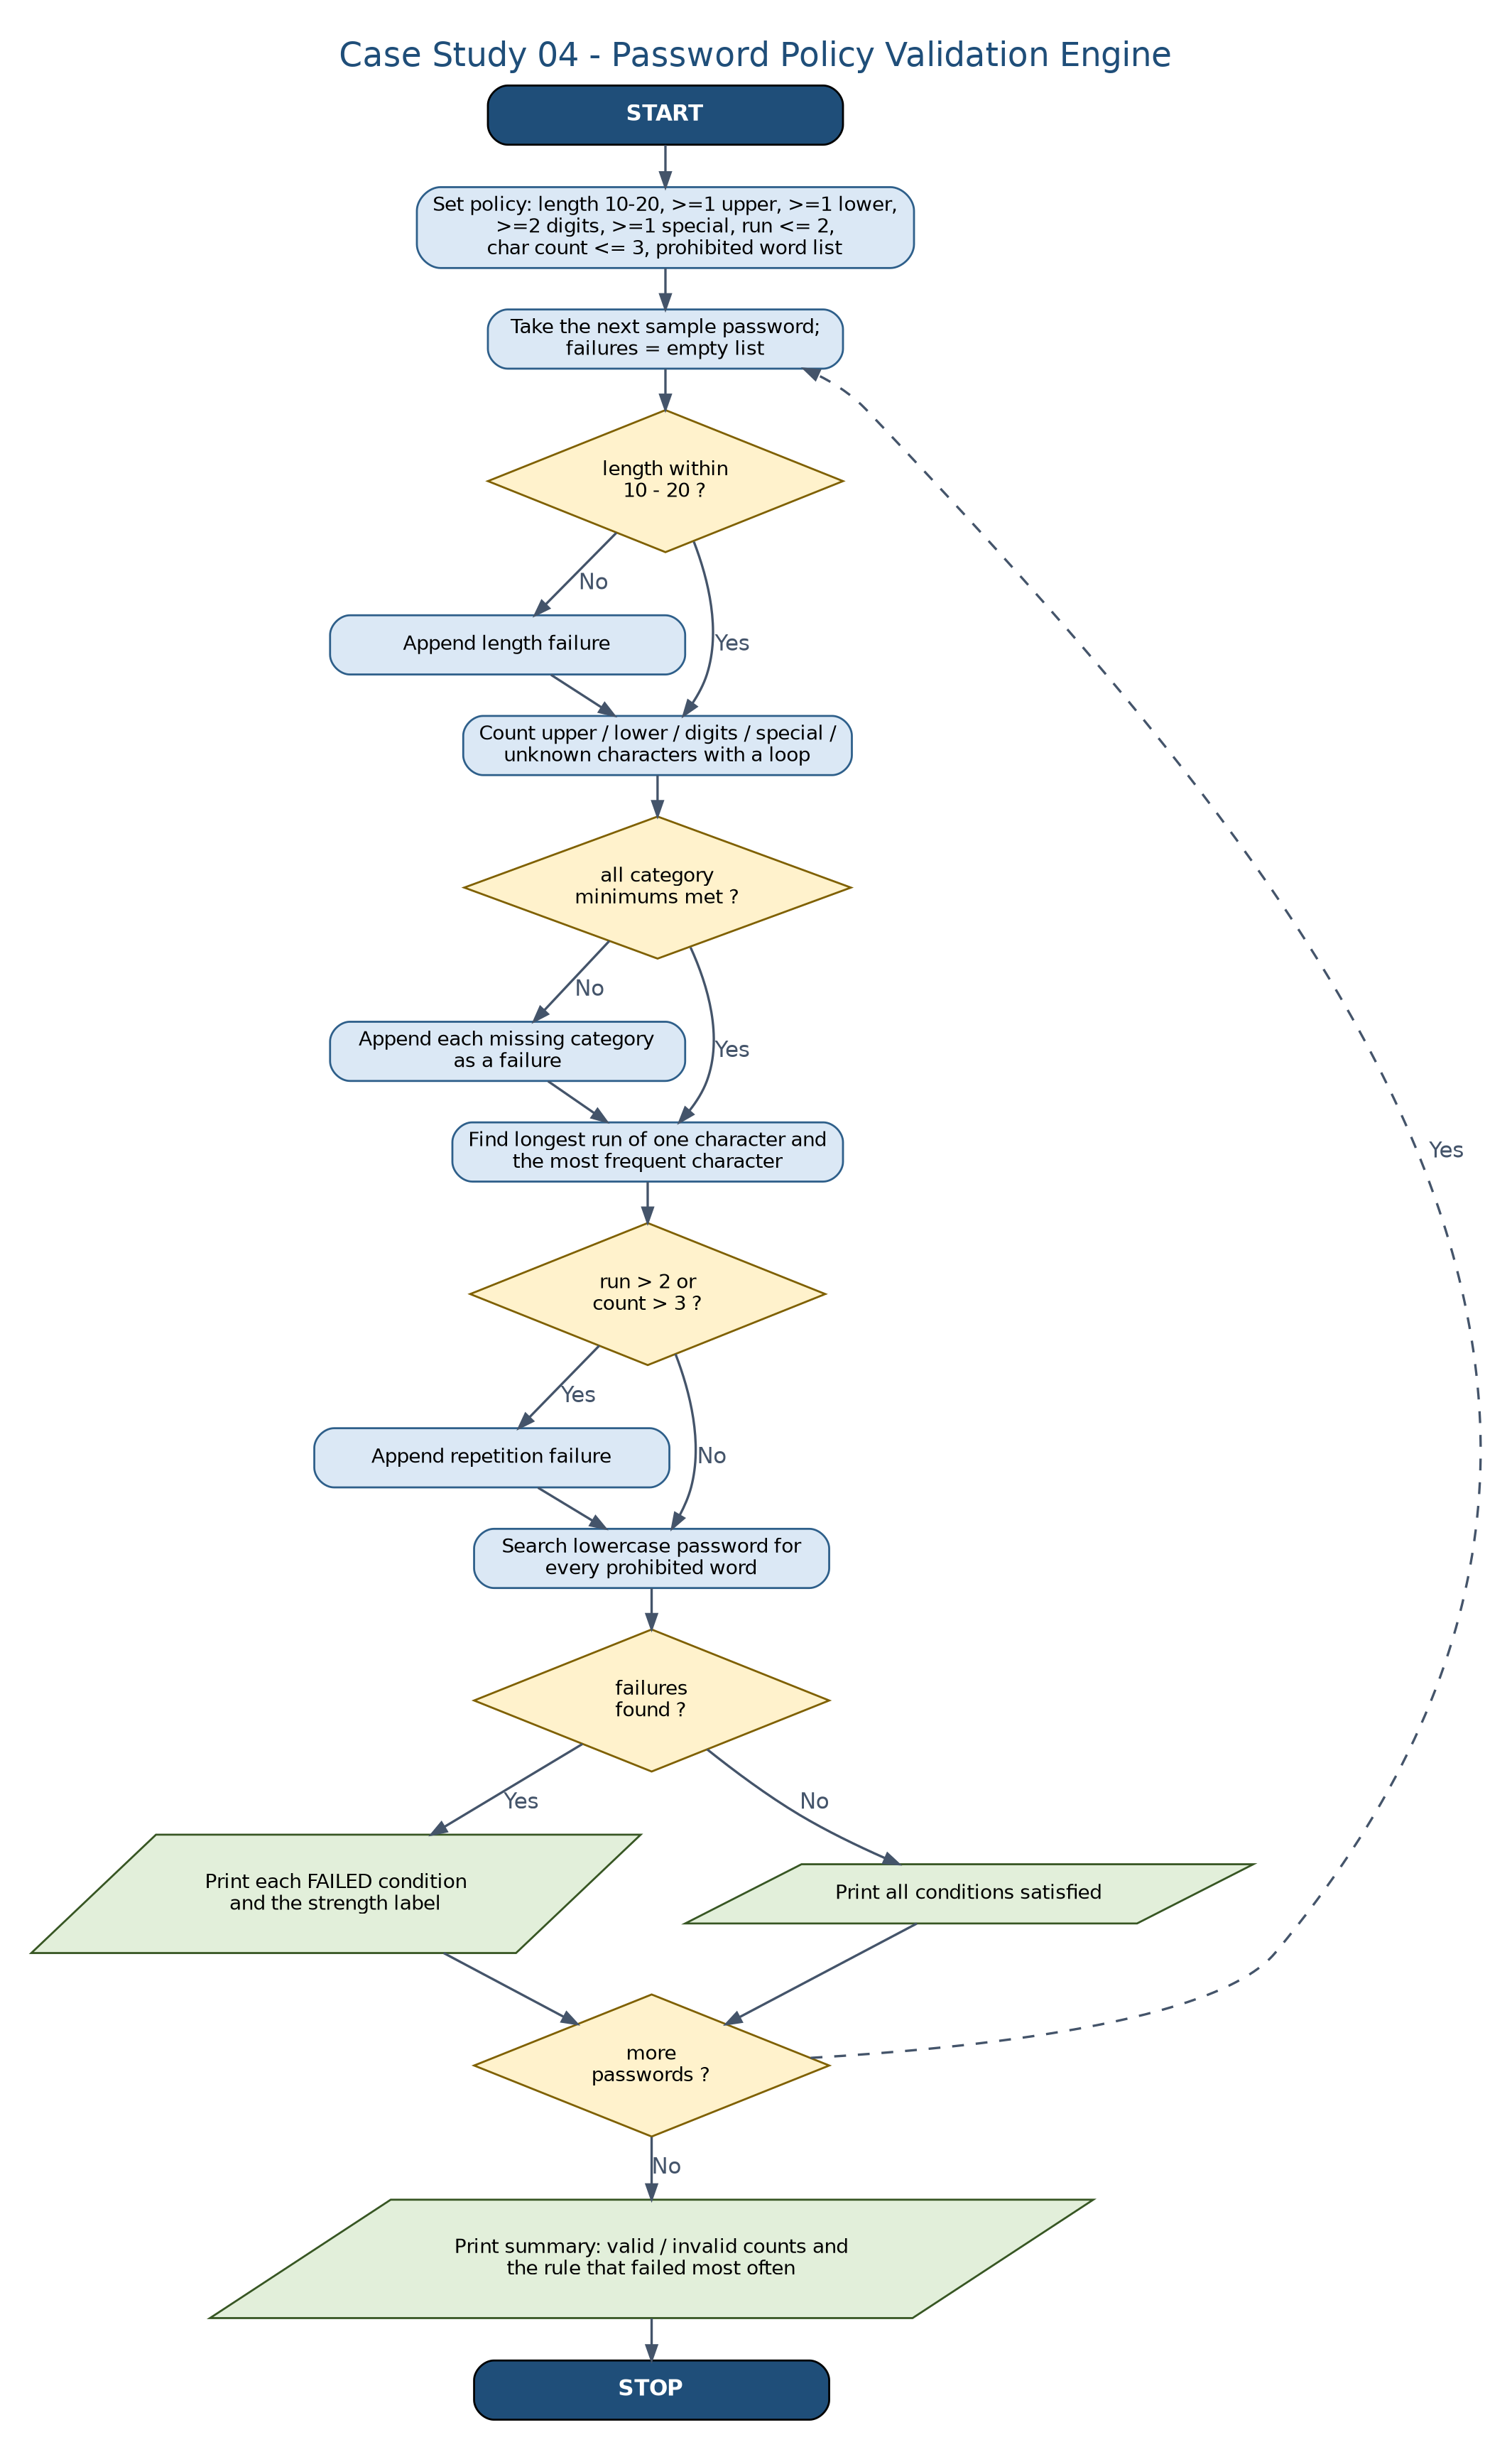 Case Study 04 - Password Policy Validation Engine
START
Set policy: length 10-20, >=1 upper, >=1 lower,
>=2 digits, >=1 special, run <= 2,
char count <= 3, prohibited word list
Take the next sample password;
failures = empty list
length within
10 - 20 ?
No
Append length failure
Yes
Count upper / lower / digits / special /
unknown characters with a loop
all category
minimums met ?
No
Append each missing category
as a failure
Yes
Find longest run of one character and
the most frequent character
Yes
run > 2 or
count > 3 ?
Yes
Append repetition failure
No
Search lowercase password for
every prohibited word
failures
found ?
Yes
No
Print each FAILED condition
and the strength label
Print all conditions satisfied
more
passwords ?
No
Print summary: valid / invalid counts and
the rule that failed most often
STOP